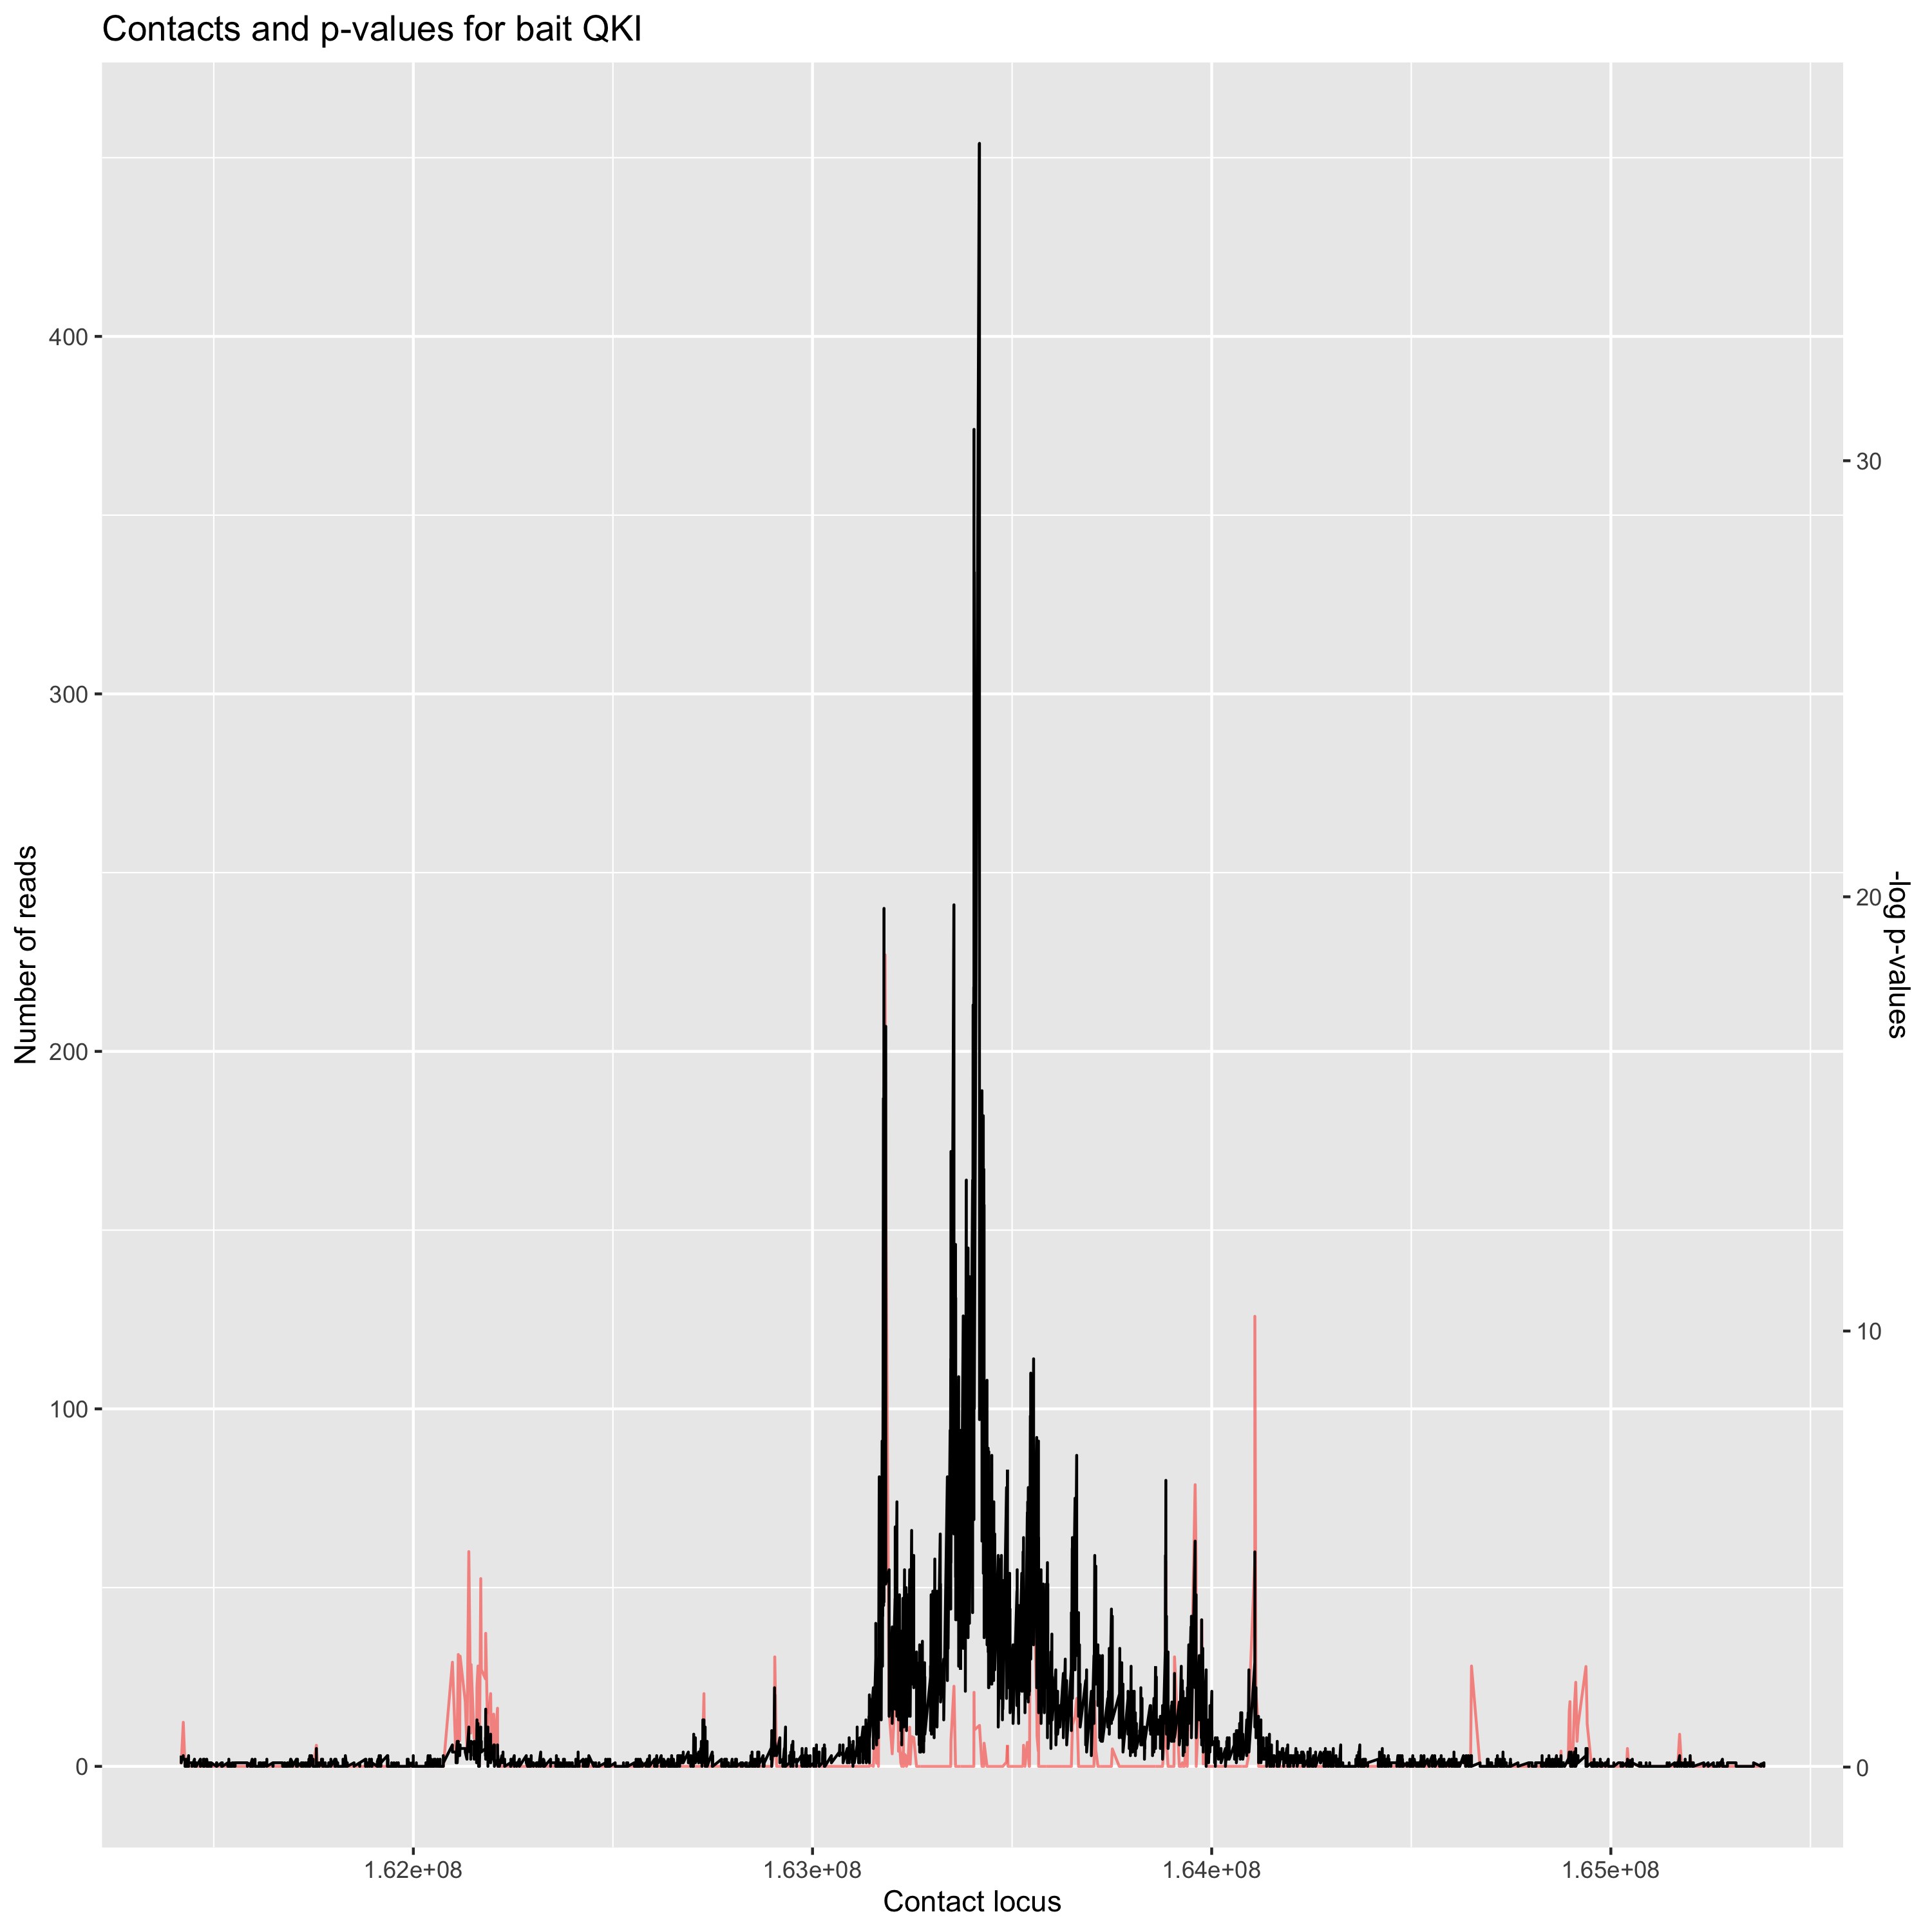 Contacts and p-values for bait QKI
400
300
200
100
0
Number of reads
30
20
10
0
-log p-values
1.62e+08
1.63e+08
1.64e+08
1.65e+08
Contact locus